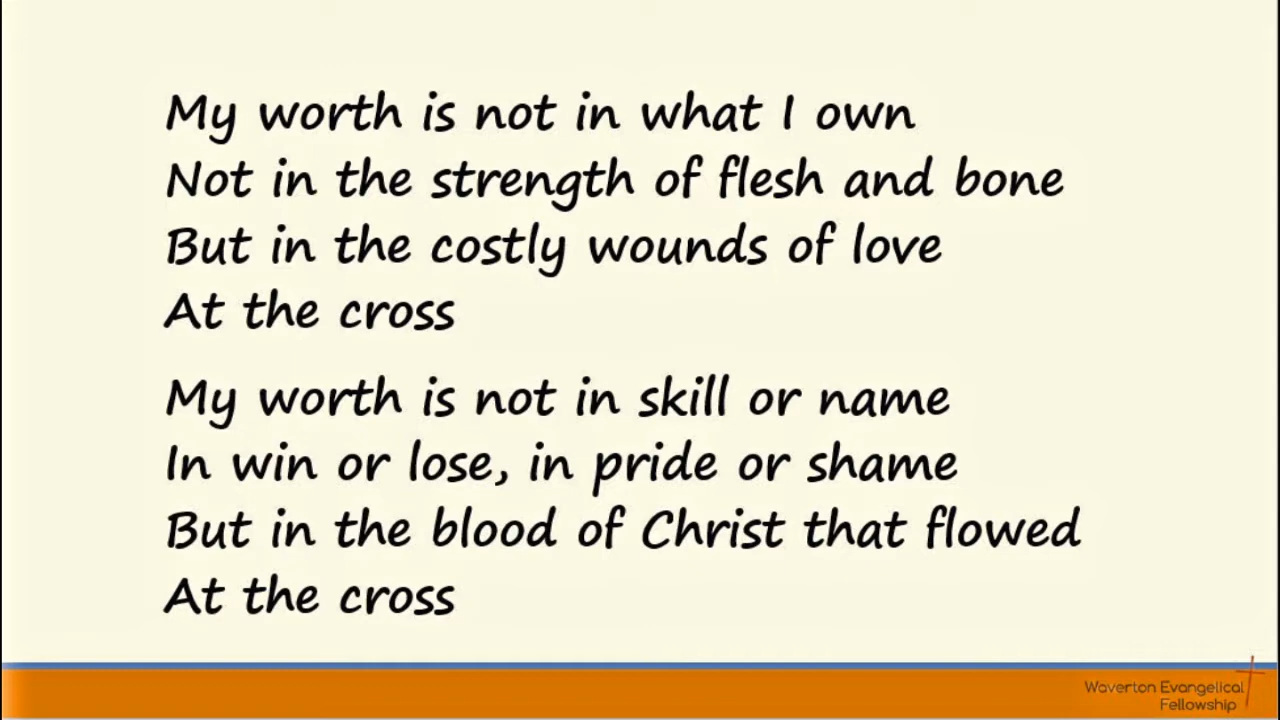 My worth is not in what I own
Not in the strength of flesh and bone
But in the costly wounds of love
At the cross
My worth is not in skill or name
In win or lose, in pride or shame
But in the blood of Christ that flowed
At the cross
Waverton Evangelical
Fellowship